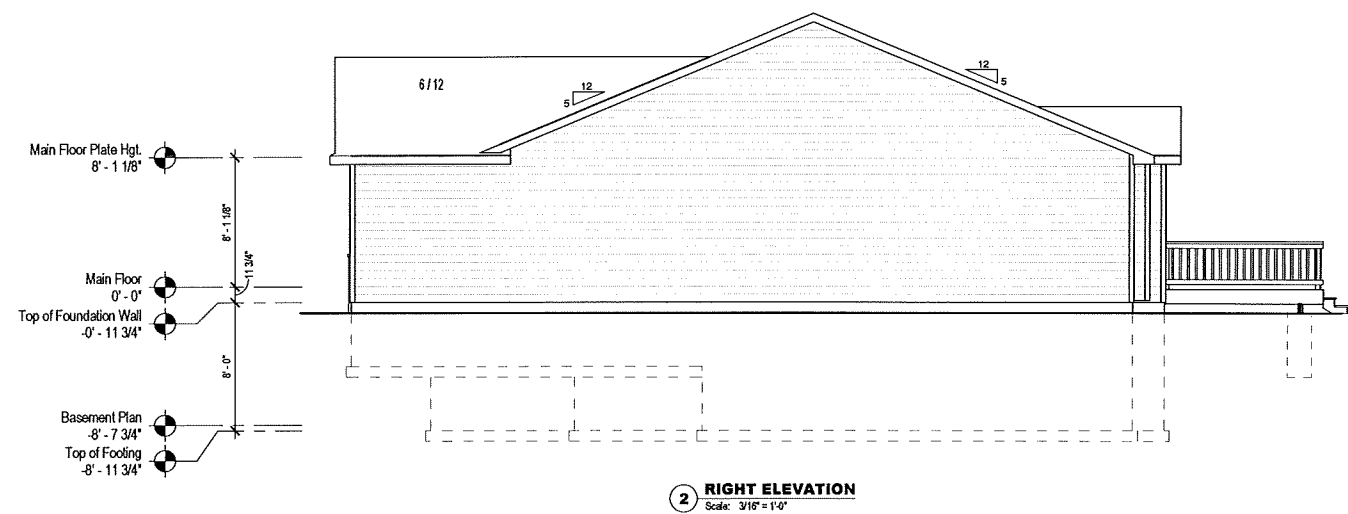 6 / 12
12
5
12
5
Main Floor Plate Hgt.
8' - 1 1/8"
8' - 1 1/8"
11 3/4"
Main Floor
0' - 0"
Top of Foundation Wall
-0' - 11 3/4"
8' - 0"
Basement Plan
-8' - 7 3/4"
Top of Footing
-8' - 11 3/4"
2
RIGHT ELEVATION
Scale: 3/16" = 1'-0"